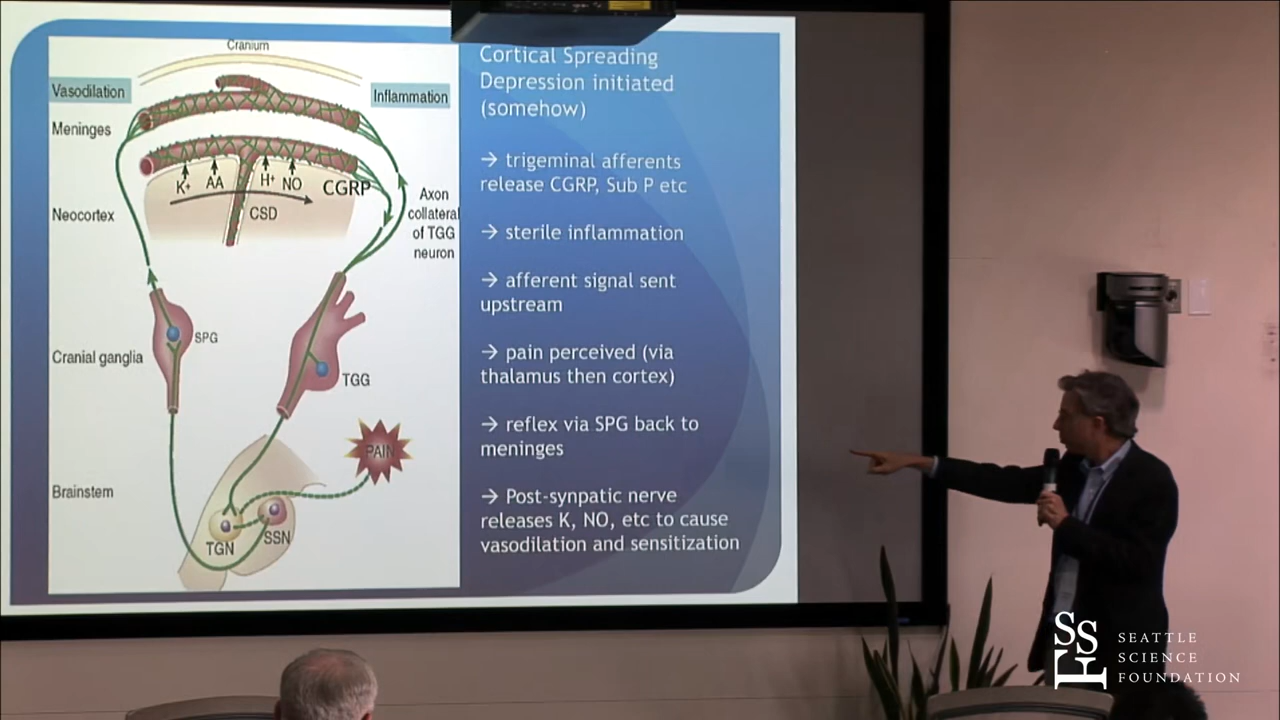 Cranium
Vasodilation
Inflammation
Meninges
K+
AA
H+
NO
CGRP
CSD
Neocortex
Axon
collateral
of TGG
neuron
SPG
Cranial ganglia
TGG
PAIN
Brainstem
TGN
SSN
Cortical Spreading
Depression initiated
(somehow)
→ trigeminal afferents
release CGRP, Sub P etc
→ sterile inflammation
→ afferent signal sent
upstream
→ pain perceived (via
thalamus then cortex)
→ reflex via SPG back to
meninges
→ Post-synpatic nerve
releases K, NO, etc to cause
vasodilation and sensitization
SSF
SEATTLE
SCIENCE
FOUNDATION